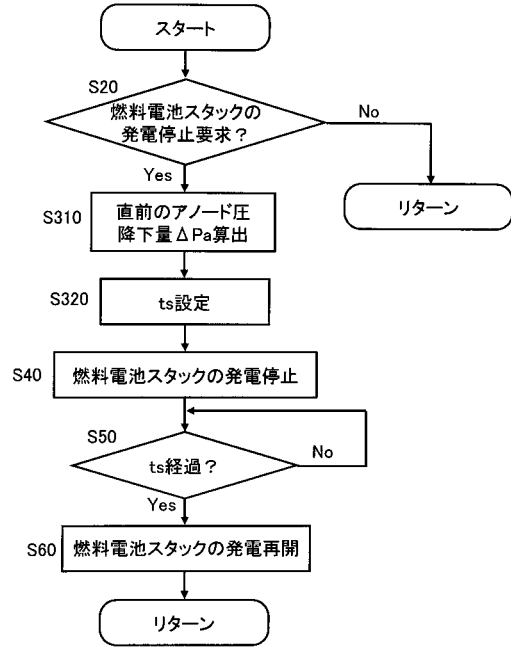 スタート
S20
燃料電池スタックの
発電停止要求？
No
Yes
リターン
S310
直前のアノード圧
降下量ΔPa算出
S320
ts設定
S40
燃料電池スタックの発電停止
S50
ts経過？
No
Yes
S60
燃料電池スタックの発電再開
リターン